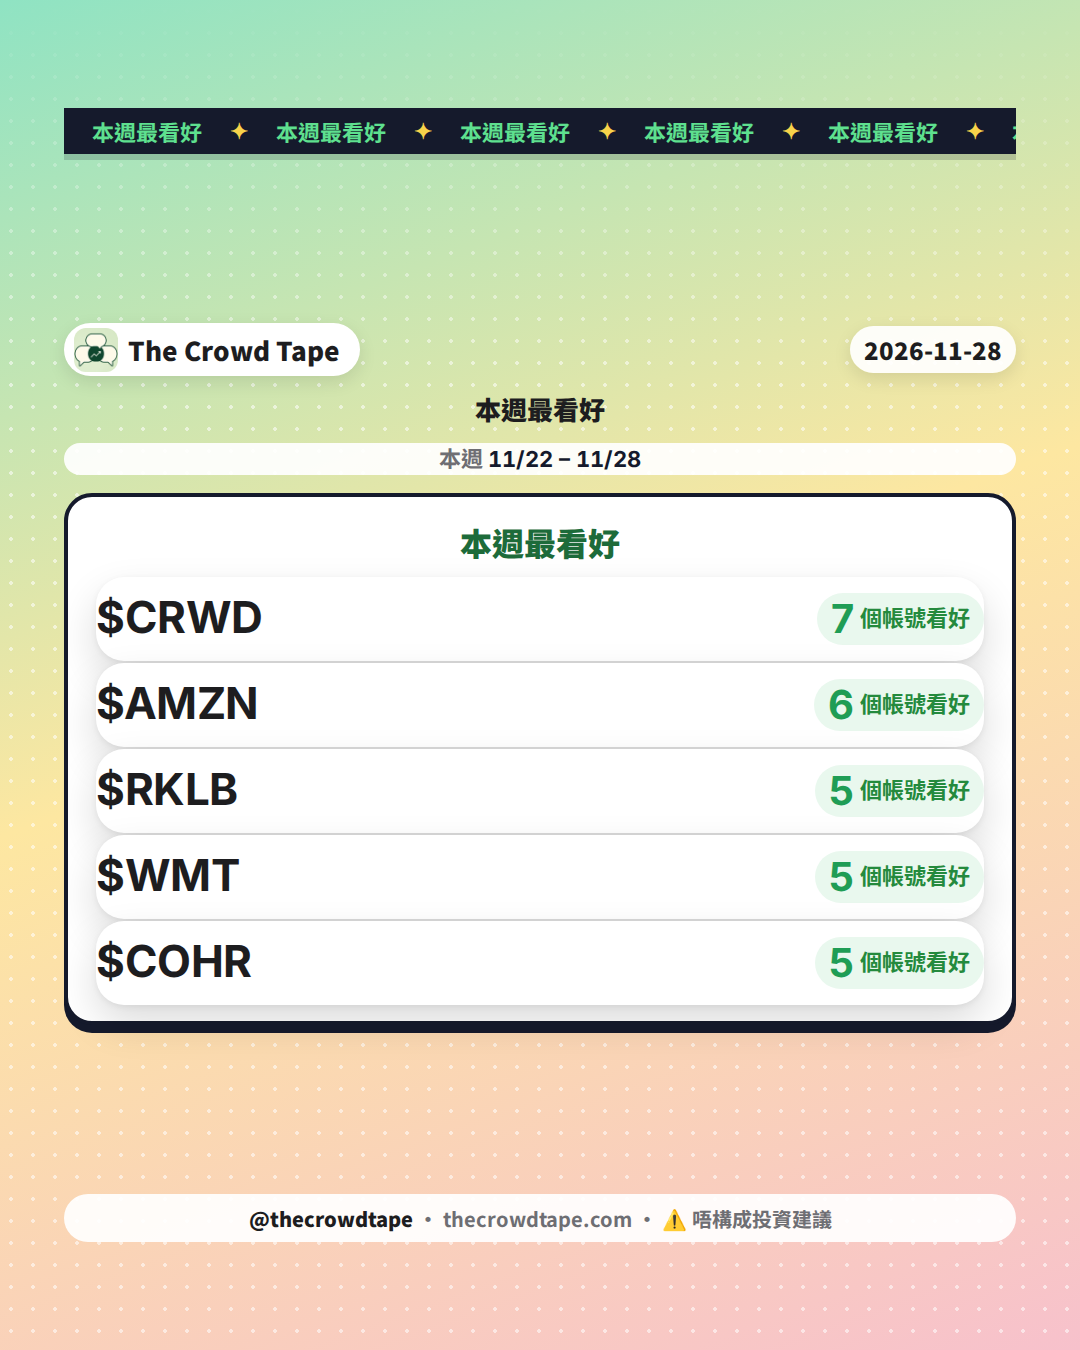 本週最看好 ✦ 本週最看好 ✦ 本週最看好 ✦ 本週最看好 ✦ 本週最看好 ✦
The Crowd Tape
2026-11-28
本週最看好
本週 11/22 – 11/28
本週最看好
$CRWD 7 個帳號看好
$AMZN 6 個帳號看好
$RKLB 5 個帳號看好
$WMT 5 個帳號看好
$COHR 5 個帳號看好
@thecrowdtape • thecrowdtape.com • ⚠️ 唔構成投資建議